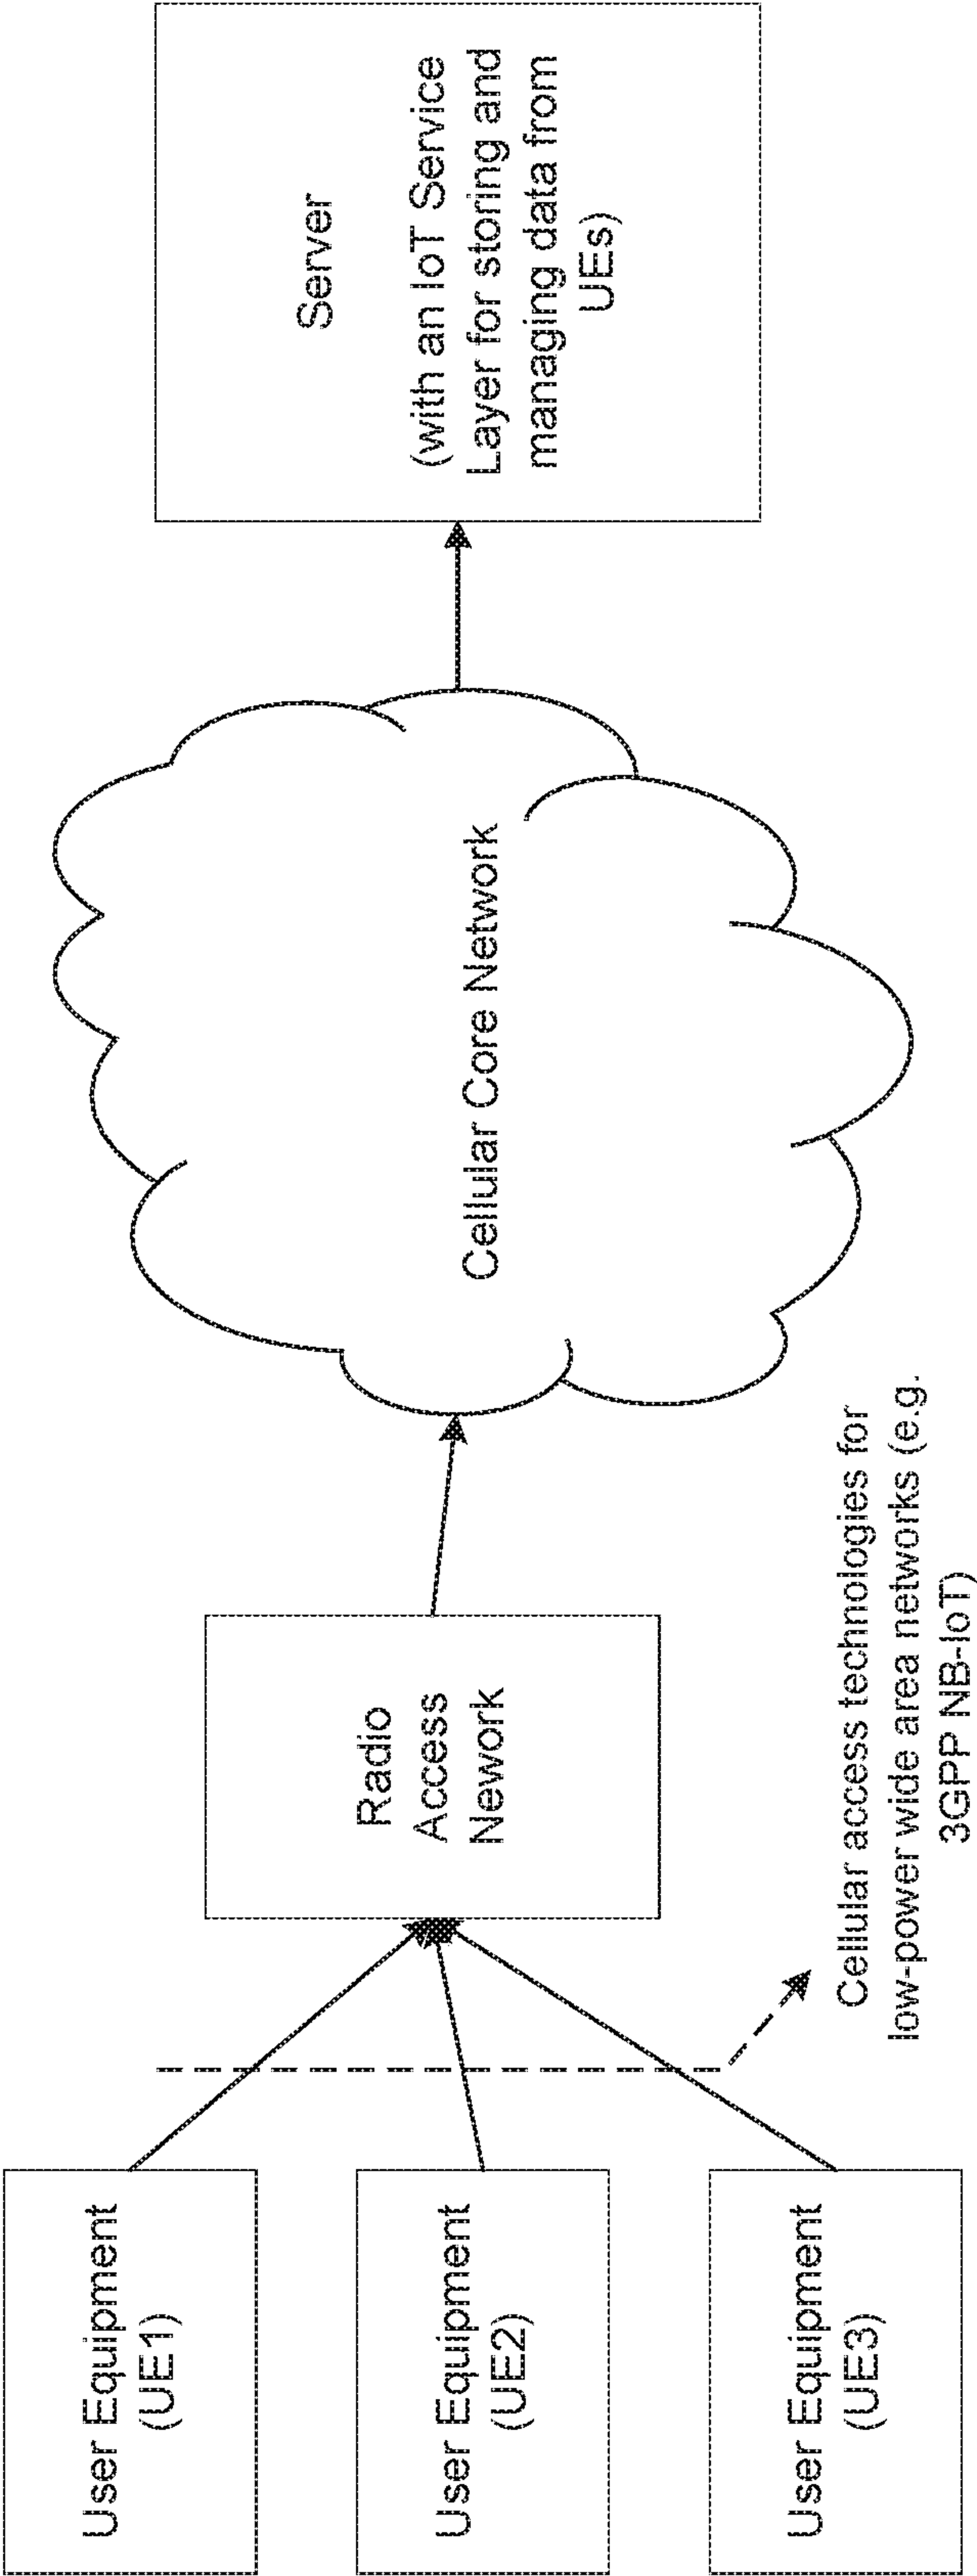 User Equipment
(UE1)
User Equipment
(UE2)
User Equipment
(UE3)
Radio
Access
Nework
Cellular access technologies for
low-power wide area networks (e.g.
3GPP NB-IoT)
Cellular Core Network
Server
(with an IoT Service
Layer for storing and
managing data from
UEs)